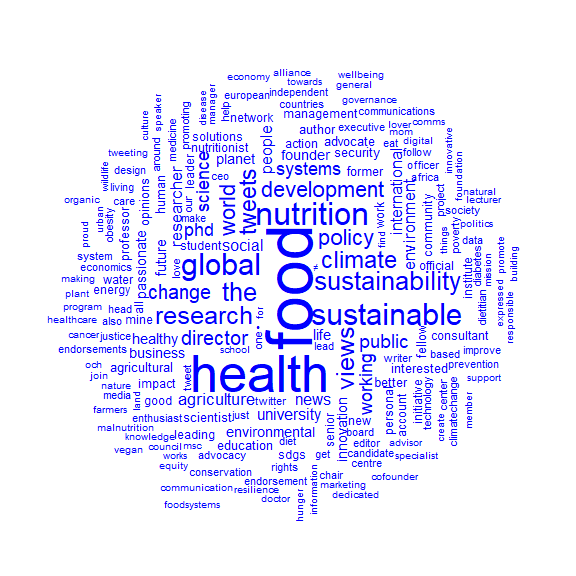 alliance
wellbeing
economy
towards
general
european
independent
countries
governance
management
communications
network
help
disease
manager
promoting
speaker
culture
solutions
author
executive
lover
comms
mom
action
advocate
eat
digital
tweeting
around
medicine
our
leader
nutritionist
people
founder
security
follow
innovative
foundation
planet
systems
former
officer
africa
wildlife
design
living
human
researcher
science
ceo
development
work
international
project
natural
lecturer
organic
urban
care
opinions
make
world
tweets
nutrition
find
environment
community
society
proud
obesity
professor
passionate
phd
student
social
policy
things
poverty
politics
data
system
future
love
global
food
climate
≠
official
institute
diabetes
mission
expressed
promote
building
economics
making
water
energy
all
change
the
sustainability
dietitian
responsible
plant
program
head
mine
research
for
one
•
sustainable
healthcare
also
cancer
justice
healthy
director
school
life
lead
views
public
fellow
consultant
endorsements
business
writer
based
improve
och
agricultural
tweet
health
working
interested
prevention
join
nature
impact
better
support
media
land
good
agriculture
twitter
news
personal
account
initiative
technology
center
create
climatechange
member
farmers
enthusiast
scientist
just
university
senior
innovation
new
malnutrition
knowledge
leading
environmental
board
editor
advisor
vegan
council
msc
education
diet
works
advocacy
sdgs
get
candidate
specialist
equity
conservation
rights
centre
endorsement
chair
cofounder
communication
resilience
hunger
information
marketing
doctor
dedicated
foodsystems